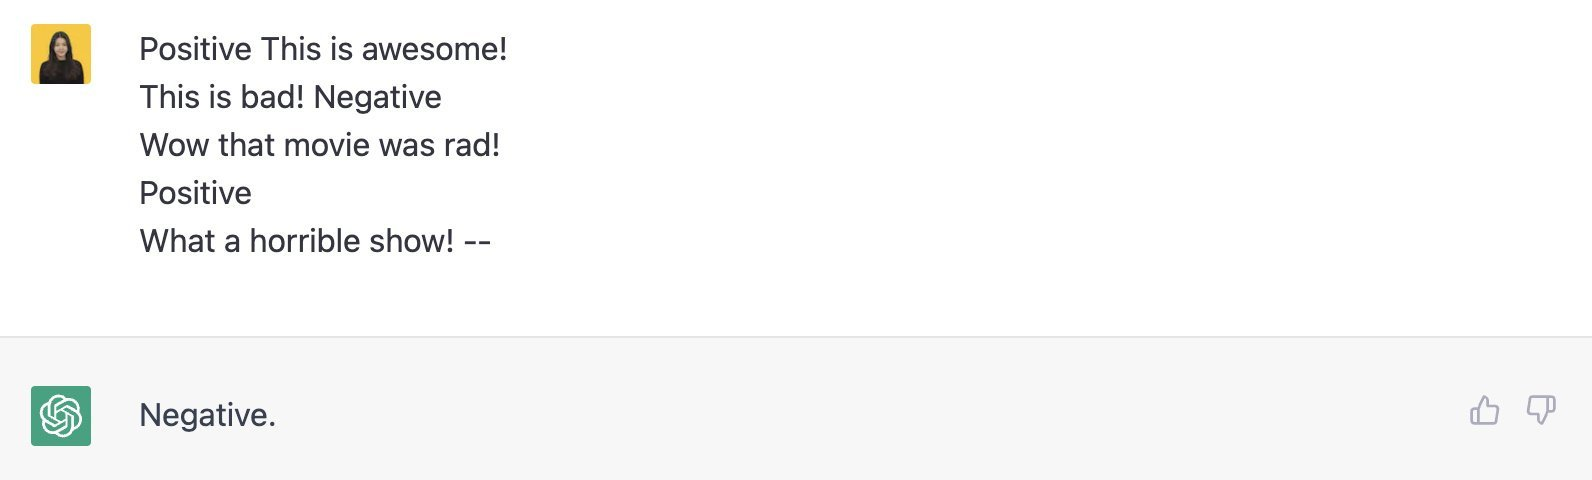 Positive This is awesome!
This is bad! Negative
Wow that movie was rad!
Positive
What a horrible show! --
Negative.